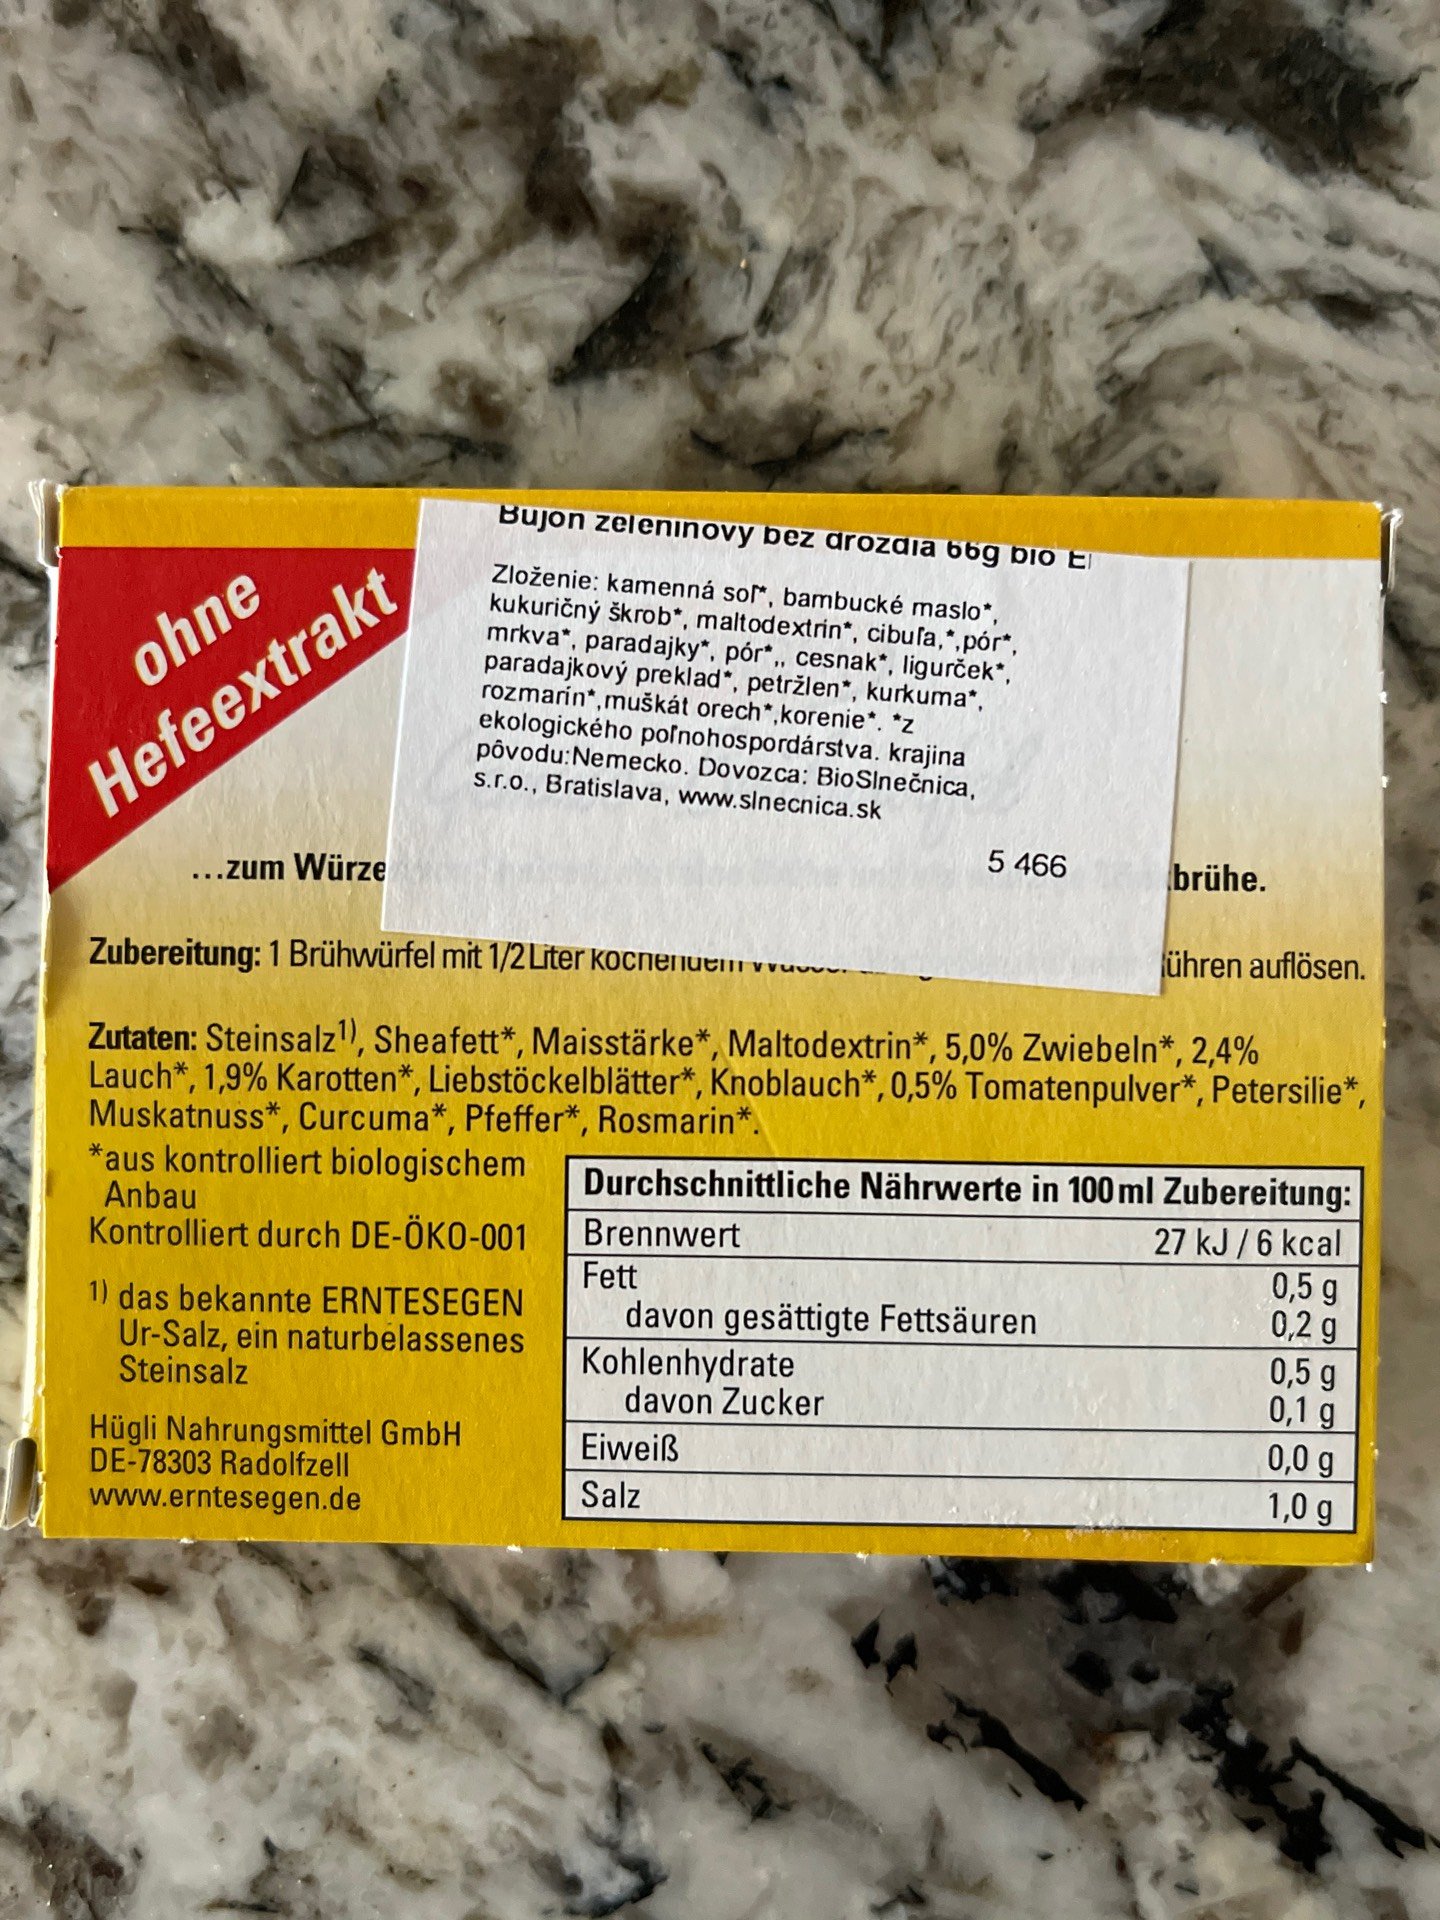 ohne
Hefeextrakt
Bujón zeleninový bez droždia 66g bio
Zloženie: kamenná soľ*, bambucké maslo*,
kukuričný škrob*, maltodextrín*, cibuľa,*,pór*,
mrkva*, paradajky*, pór*,, cesnak*, ligurček*,
paradajkový preklad*, petržlen*, kurkuma*,
rozmarín*,muškát orech*,korenie*. *z
ekologického poľnohospordárstva. krajina
pôvodu:Nemecko. Dovozca: BioSlnečnica,
s.r.o., Bratislava, www.slnecnica.sk
5 466
...zum Würze brühe.
Zubereitung: 1 Brühwürfel mit 1/2 Liter kochendem ühren auflösen.
Zutaten: Steinsalz¹⁾, Sheafett*, Maisstärke*, Maltodextrin*, 5,0% Zwiebeln*, 2,4%
Lauch*, 1,9% Karotten*, Liebstöckelblätter*, Knoblauch*, 0,5% Tomatenpulver*, Petersilie*,
Muskatnuss*, Curcuma*, Pfeffer*, Rosmarin*.
*aus kontrolliert biologischem
Anbau
Kontrolliert durch DE-ÖKO-001
¹⁾ das bekannte ERNTESEGEN
Ur-Salz, ein naturbelassenes
Steinsalz
Hügli Nahrungsmittel GmbH
DE-78303 Radolfzell
www.erntesegen.de
Durchschnittliche Nährwerte in 100 ml Zubereitung:
Brennwert 27 kJ / 6 kcal
Fett 0,5 g
davon gesättigte Fettsäuren 0,2 g
Kohlenhydrate 0,5 g
davon Zucker 0,1 g
Eiweiß 0,0 g
Salz 1,0 g